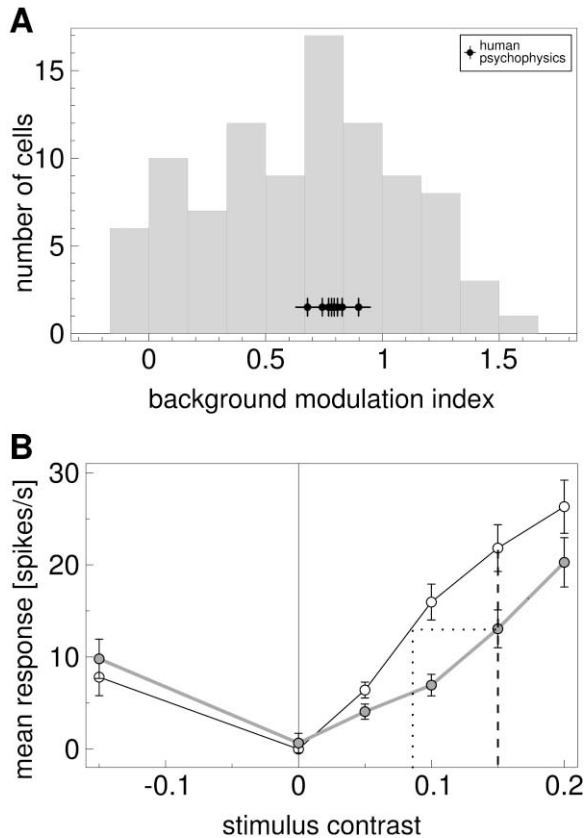 A
human
psychophysics
number of cells
15
10
5
0
0 0.5 1 1.5
background modulation index
B
mean response [spikes/s]
30
20
10
0
-0.1 0 0.1 0.2
stimulus contrast